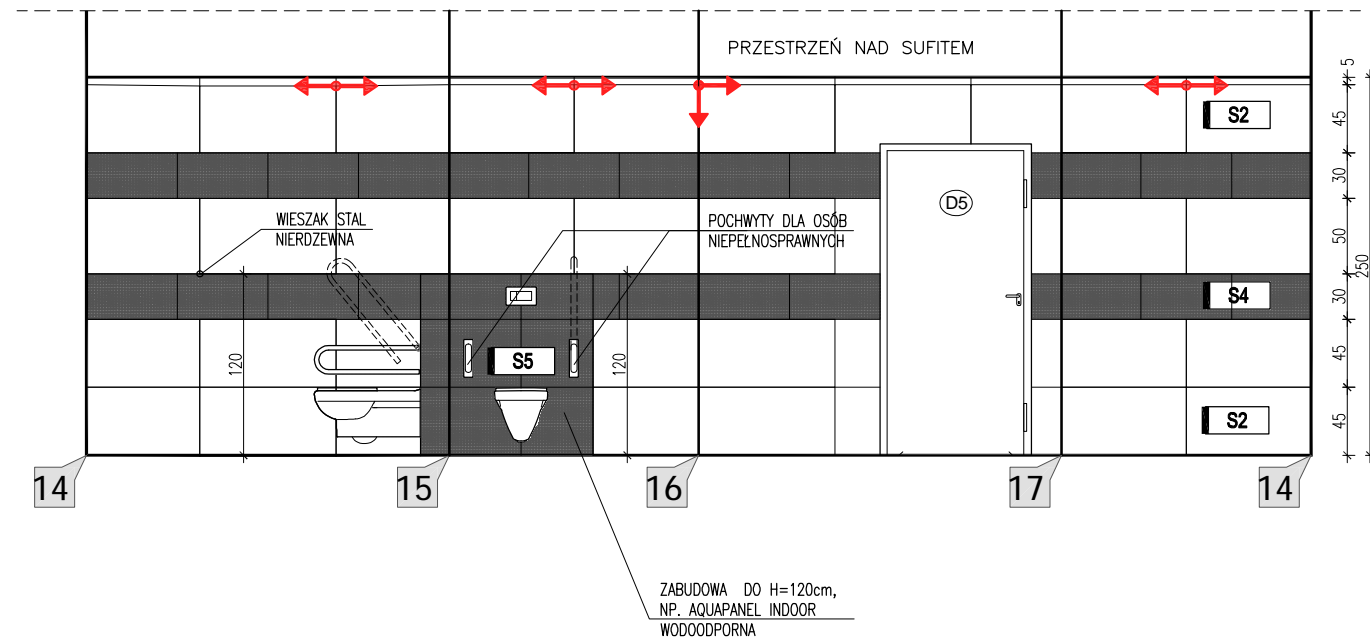 PRZESTRZEŃ NAD SUFITEM
5
S2
45
30
WIESZAK STAL
NIERDZEWNA
POCHWYTY DLA OSÓB
NIEPEŁNOSPRAWNYCH
D5
50
250
S4
30
120
S5
120
45
S2
45
14
15
16
17
14
ZABUDOWA DO H=120cm,
NP. AQUAPANEL INDOOR
WODOODPORNA